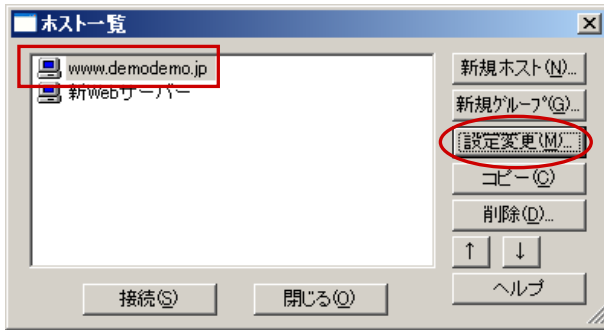 ホスト一覧
www.demodemo.jp
新Webサーバー
新規ホスト(N)...
新規ｸﾞﾙｰﾌﾟ(G)...
設定変更(M)...
コピー(C)
削除(D)...
↑ ↓
ヘルプ
接続(S) 閉じる(O)